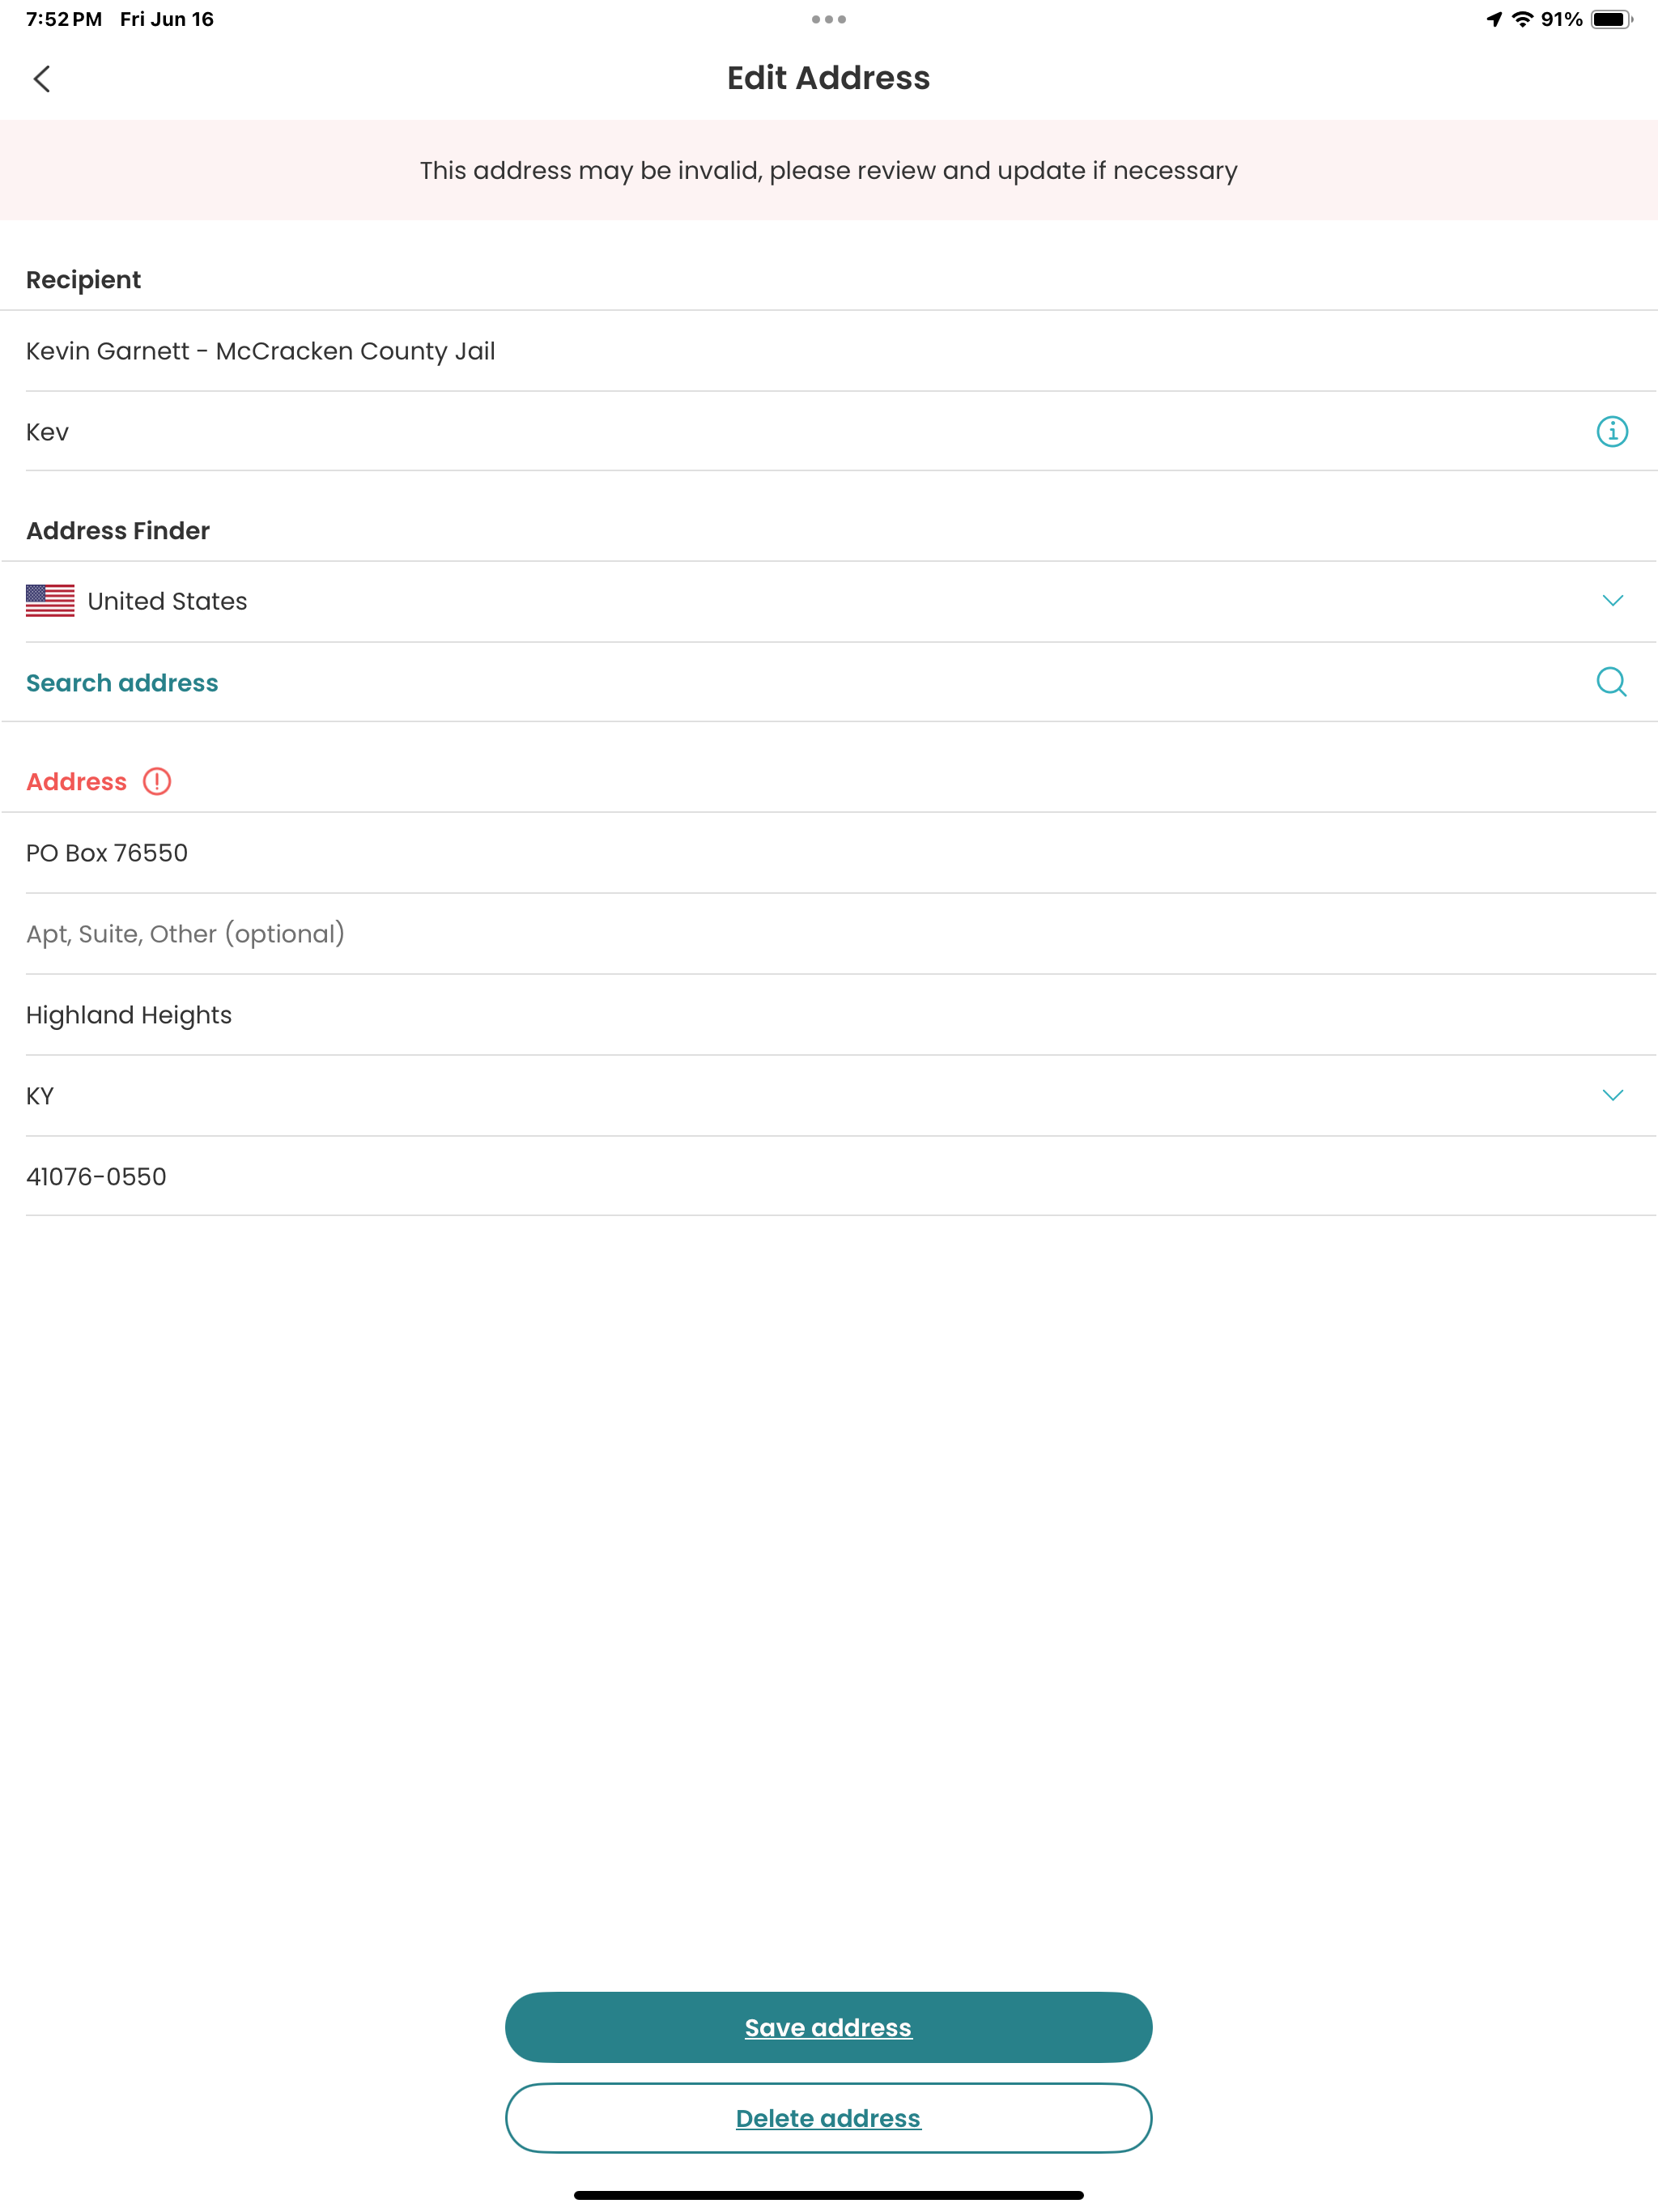 7:52 PM Fri Jun 16
91%
Edit Address
This address may be invalid, please review and update if necessary
Recipient
Kevin Garnett - McCracken County Jail
Kev
Address Finder
United States
Search address
Address
PO Box 76550
Apt, Suite, Other (optional)
Highland Heights
KY
41076-0550
Save address
Delete address